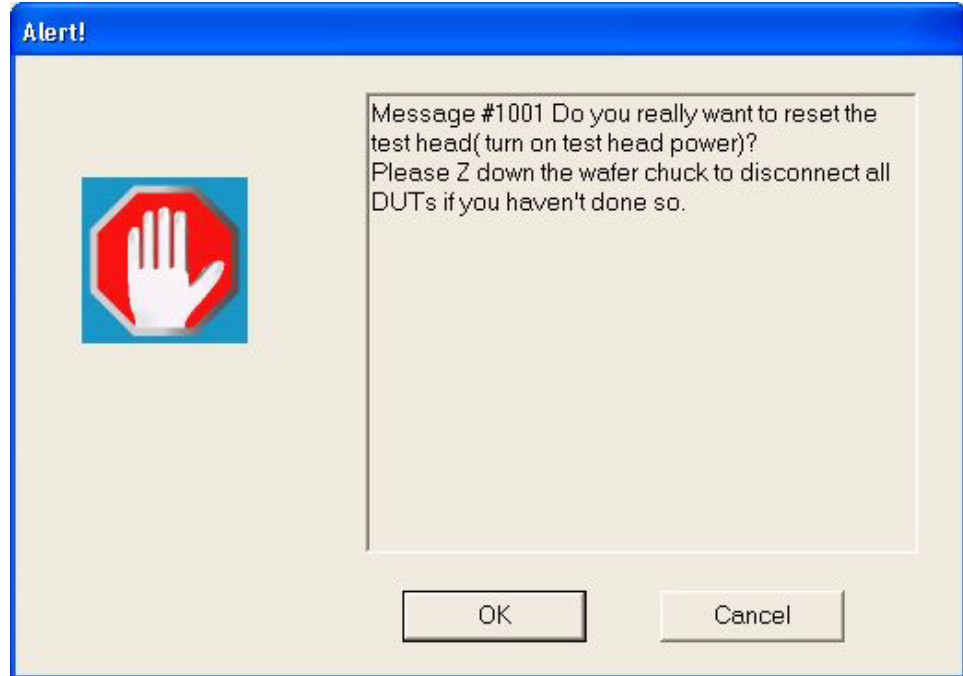 Alert!
Message #1001 Do you really want to reset the
test head( turn on test head power)?
Please Z down the wafer chuck to disconnect all
DUTs if you haven't done so.
OK
Cancel